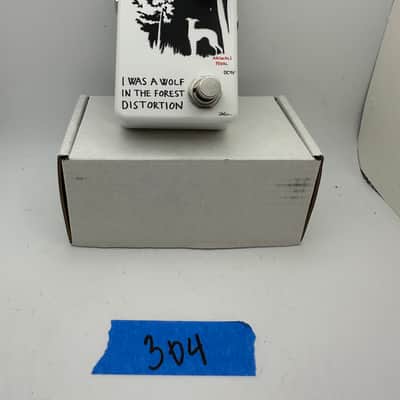 ANIMALS
PEDAL
DC9V
I WAS A WOLF
IN THE FOREST
DISTORTION
304